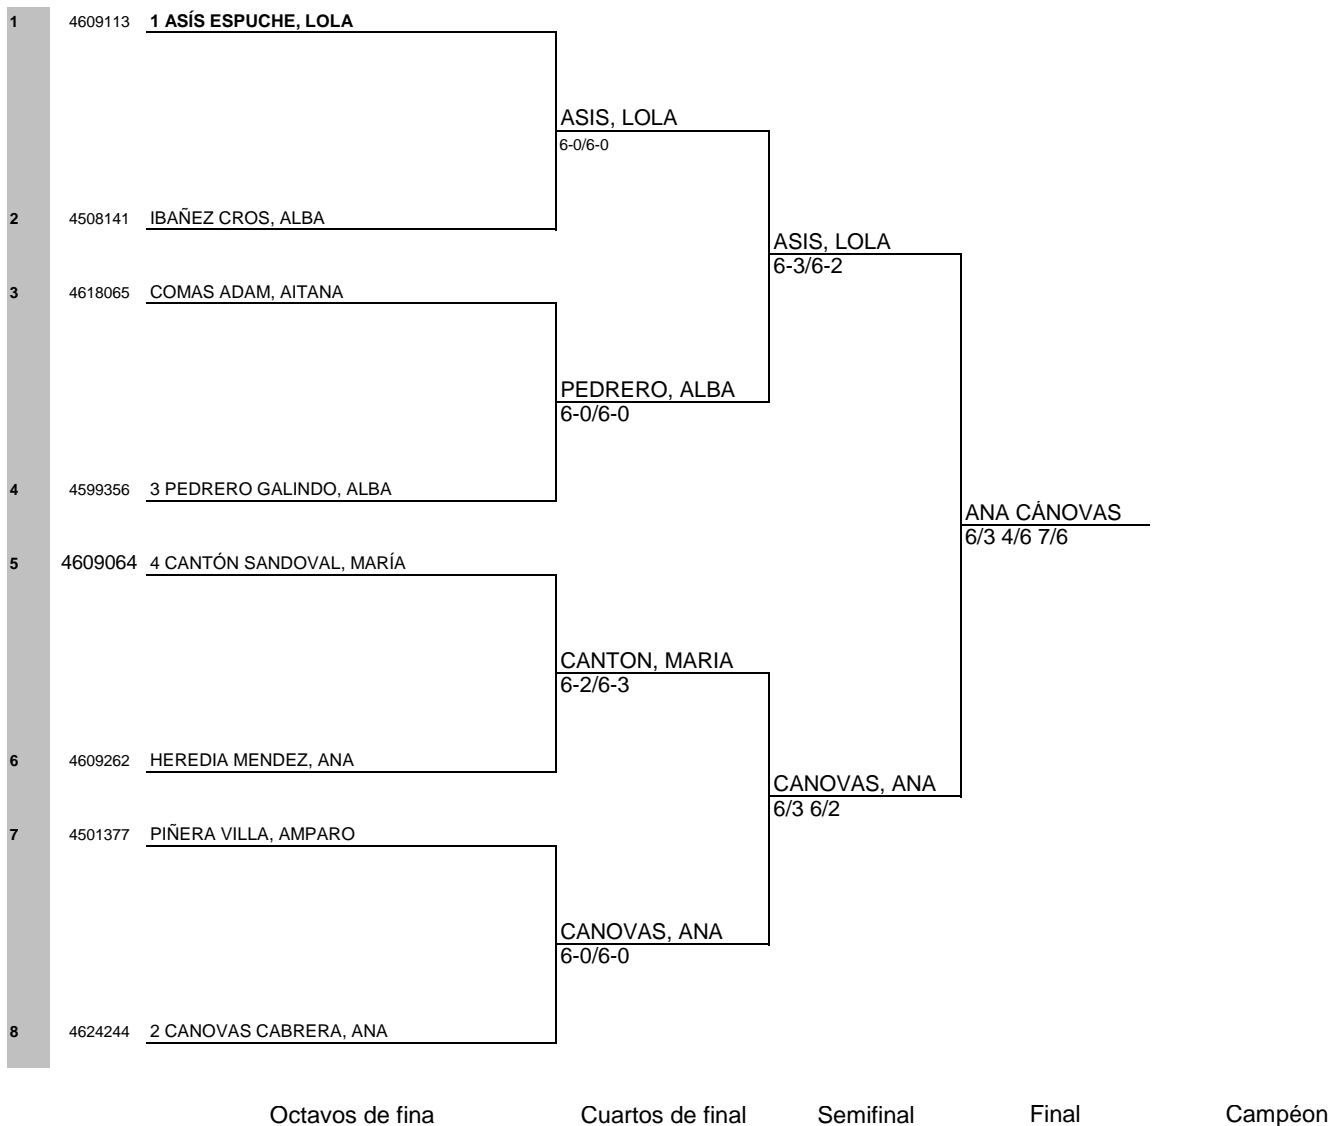 1 4609113 1 ASÍS ESPUCHE, LOLA
ASIS, LOLA
6-0/6-0
2 4508141 IBAÑEZ CROS, ALBA
ASIS, LOLA
6-3/6-2
3 4618065 COMAS ADAM, AITANA
PEDRERO, ALBA
6-0/6-0
4 4599356 3 PEDRERO GALINDO, ALBA
ANA CÁNOVAS
6/3 4/6 7/6
5 4609064 4 CANTÓN SANDOVAL, MARÍA
CANTON, MARIA
6-2/6-3
6 4609262 HEREDIA MENDEZ, ANA
CANOVAS, ANA
6/3 6/2
7 4501377 PIÑERA VILLA, AMPARO
CANOVAS, ANA
6-0/6-0
8 4624244 2 CANOVAS CABRERA, ANA
Octavos de fina Cuartos de final Semifinal Final Campéon